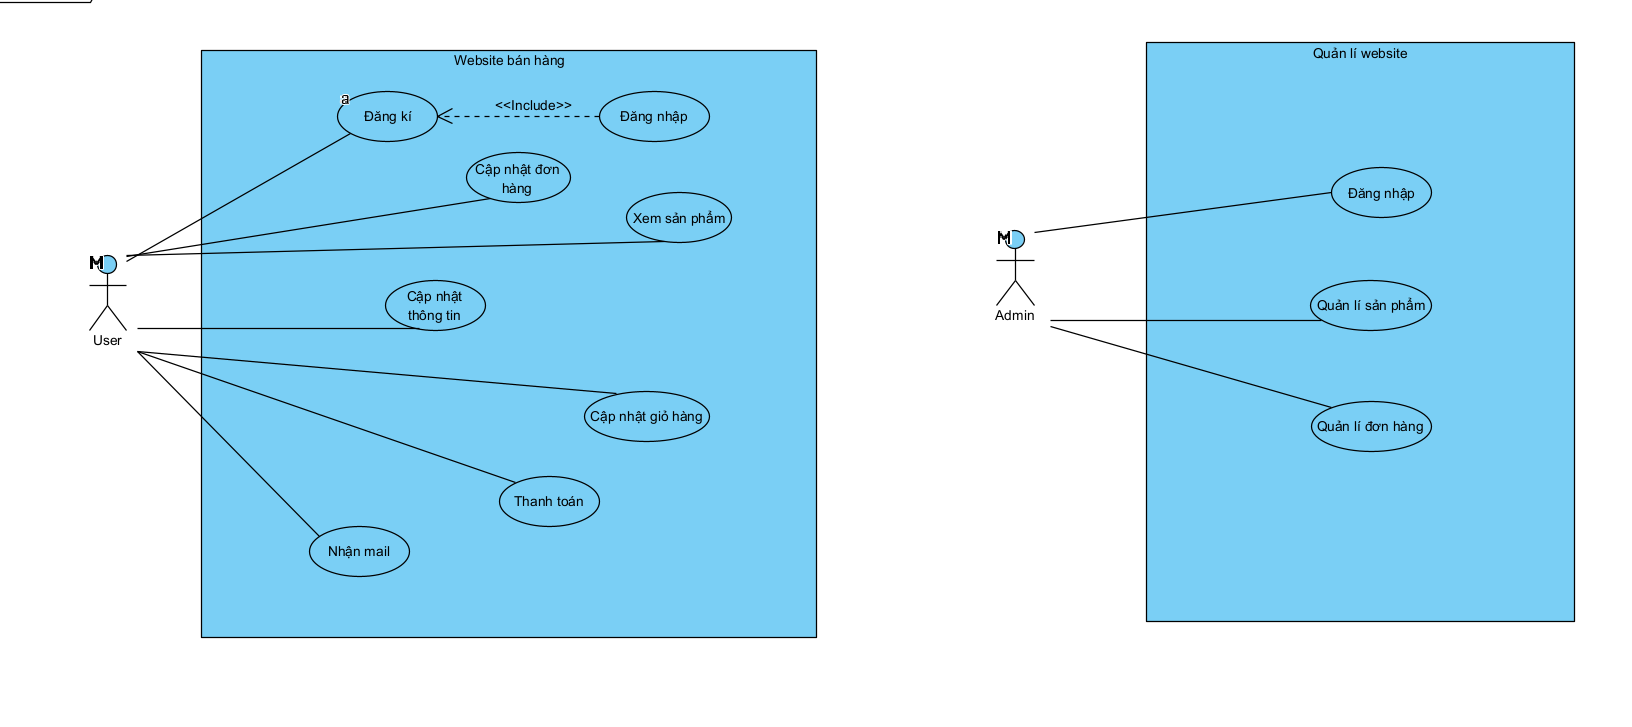 Website bán hàng
a
Đăng kí
<<Include>>
Đăng nhập
Cập nhật đơn
hàng
Xem sản phẩm
M
User
Cập nhật
thông tin
Cập nhật giỏ hàng
Thanh toán
Nhận mail
Quản lí website
Đăng nhập
M
Admin
Quản lí sản phẩm
Quản lí đơn hàng